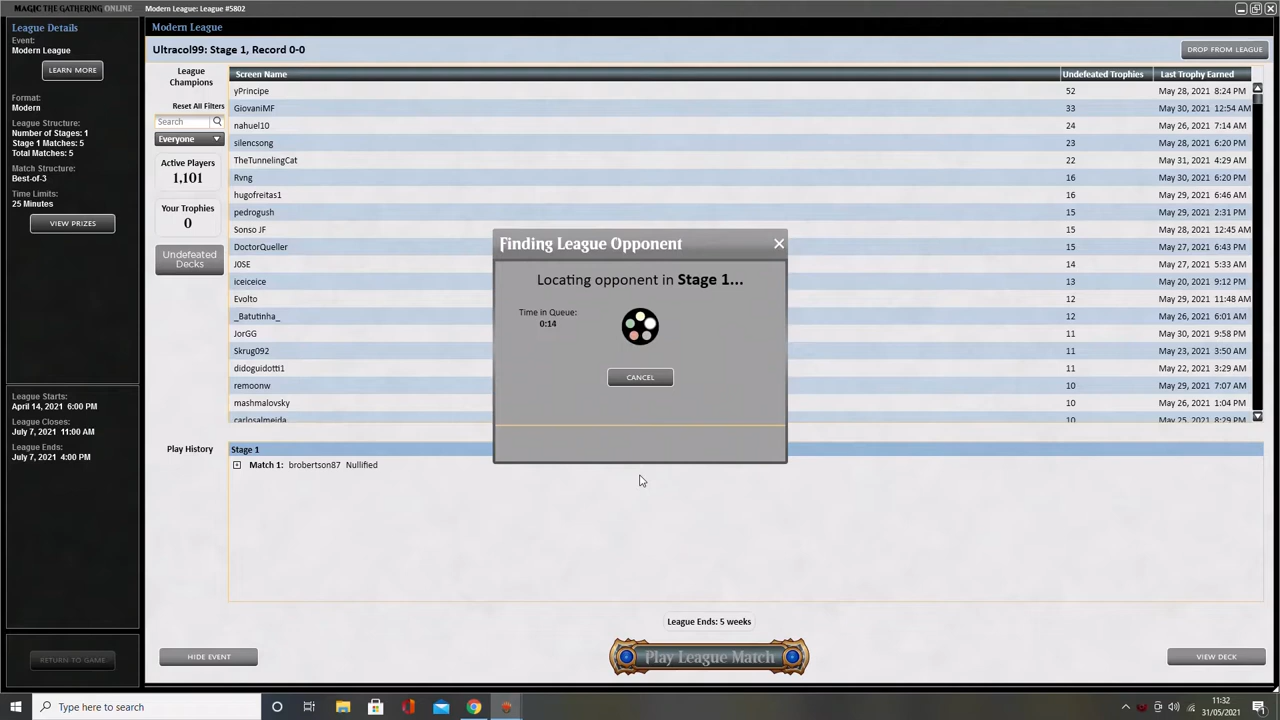 MAGIC THE GATHERING ONLINE
Modern League: League #5802
League Details
Event:
Modern League
LEARN MORE
Format:
Modern
League Structure:
Number of Stages: 1
Stage 1 Matches: 5
Total Matches: 5
Match Structure:
Best-of-3
Time Limits:
25 Minutes
VIEW PRIZES
League Starts:
April 14, 2021 6:00 PM
League Closes:
July 7, 2021 11:00 AM
League Ends:
July 7, 2021 4:00 PM
RETURN TO GAME
Modern League
Ultracol99: Stage 1, Record 0-0
DROP FROM LEAGUE
League
Champions
Reset All Filters
Search
Everyone
Active Players
1,101
Your Trophies
0
Undefeated
Decks
Screen Name Undefeated Trophies Last Trophy Earned
yPrincipe 52 May 28, 2021 8:24 PM
GiovaniMF 33 May 30, 2021 12:54 AM
nahuel10 24 May 26, 2021 7:14 AM
silencsong 23 May 28, 2021 6:20 PM
TheTunnelingCat 22 May 31, 2021 4:29 AM
Rvng 16 May 30, 2021 6:20 PM
hugofreitas1 16 May 29, 2021 6:46 AM
pedrogush 15 May 29, 2021 2:31 PM
Sonso JF 15 May 28, 2021 12:45 AM
DoctorQueller 15 May 27, 2021 6:43 PM
J0SE 14 May 27, 2021 5:33 AM
iceiceice 13 May 20, 2021 9:12 PM
Evolto 12 May 29, 2021 11:48 AM
_Batutinha_ 12 May 31, 2021 4:09 AM
JorGG 11 May 30, 2021 9:58 PM
Skrug092 11 May 23, 2021 3:50 AM
didoguidotti1 11 May 22, 2021 3:29 AM
remoonw 10 May 29, 2021 7:07 AM
mashmalovsky 10 May 26, 2021 1:04 PM
carlosalmeida 10 May 25, 2021 8:29 PM
Finding League Opponent
Locating opponent in Stage 1...
Time in Queue:
0:14
CANCEL
Play History
Stage 1
Match 1: brobertson87 Nullified
League Ends: 5 weeks
HIDE EVENT
Play League Match
VIEW DECK
Type here to search
11:32
31/05/2021
1